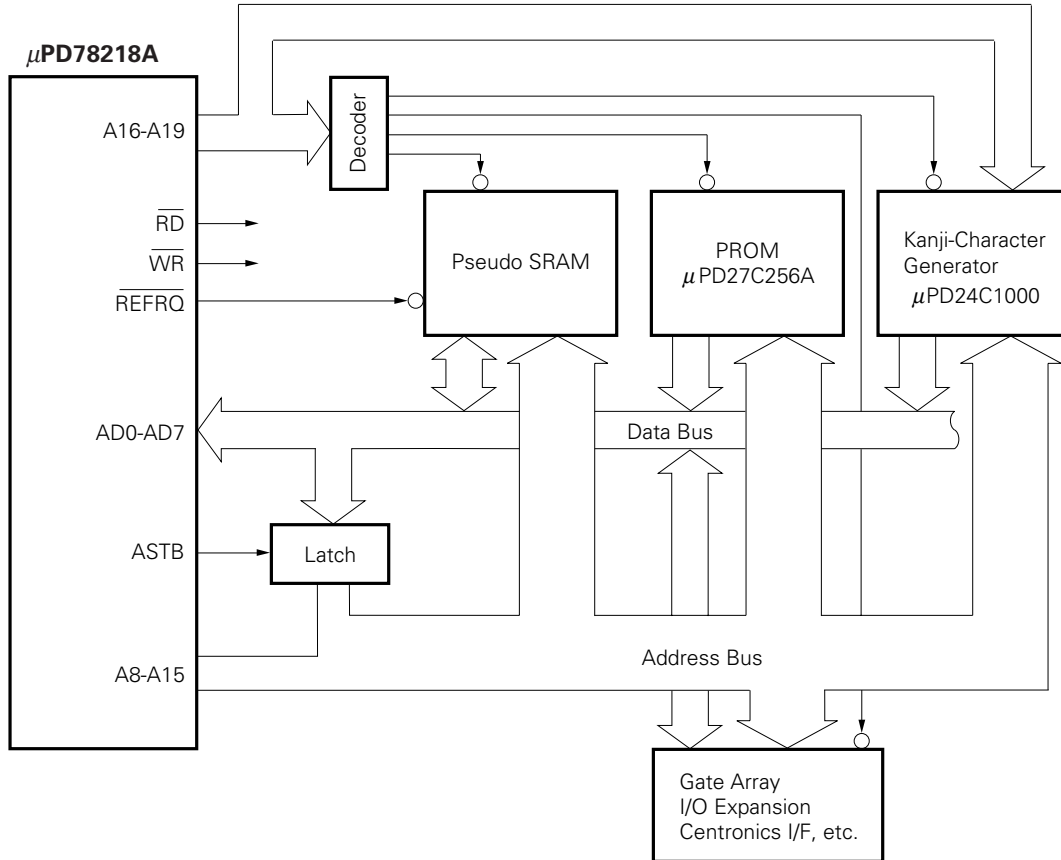 μPD78218A
A16-A19
Decoder
RD
WR
REFRQ
Pseudo SRAM
PROM
μPD27C256A
Kanji-Character
Generator
μPD24C1000
AD0-AD7
Data Bus
ASTB
Latch
A8-A15
Address Bus
Gate Array
I/O Expansion
Centronics I/F, etc.